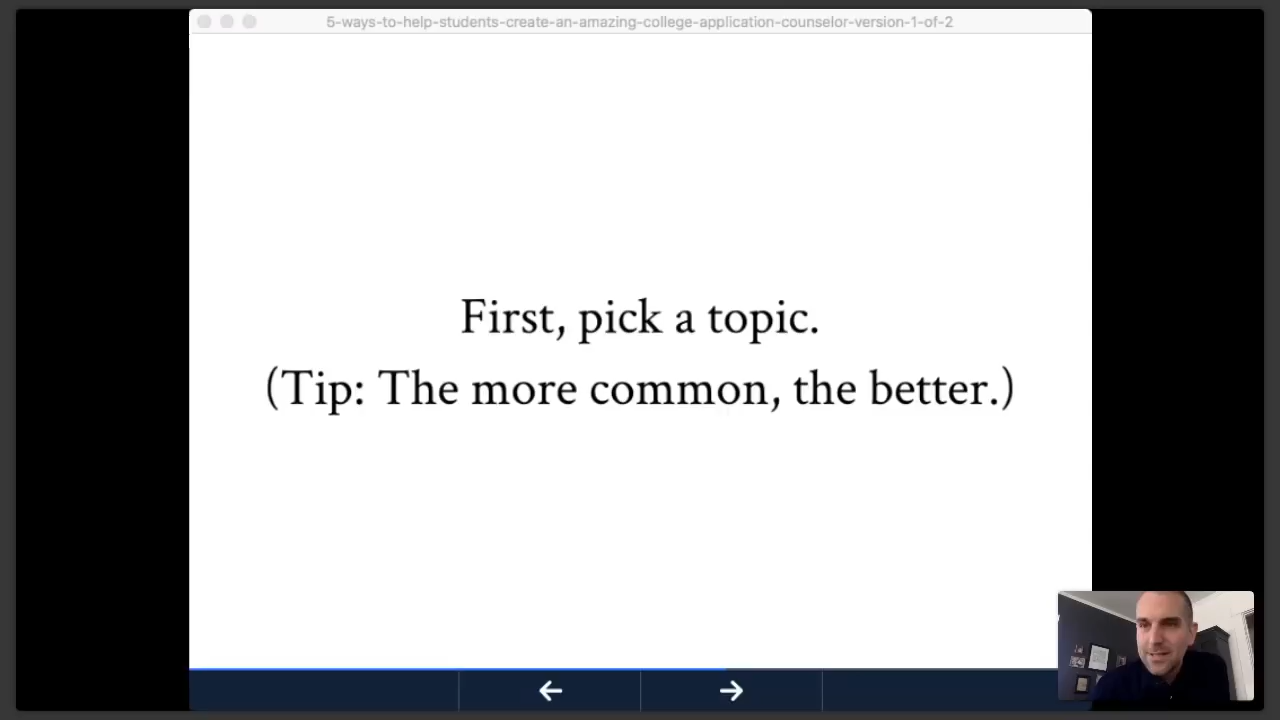 5-ways-to-help-students-create-an-amazing-college-application-counselor-version-1-of-2
First, pick a topic.
(Tip: The more common, the better.)